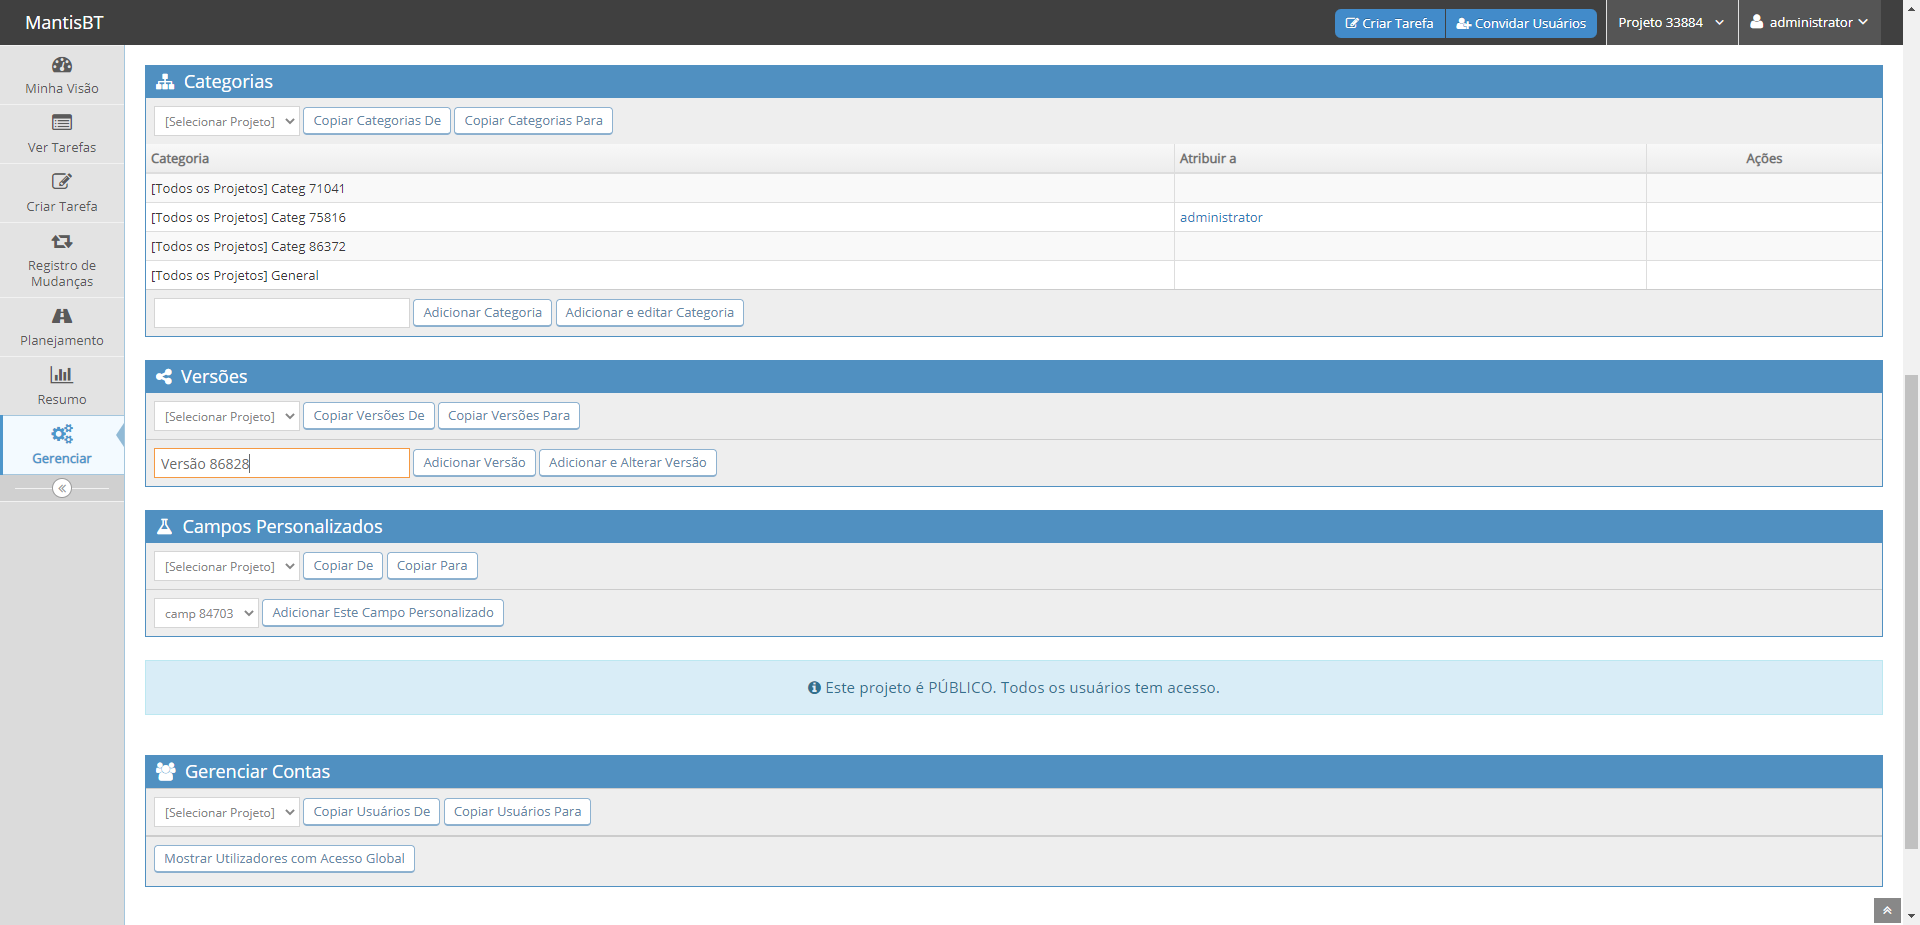 MantisBT
Criar Tarefa Convidar Usuários Projeto 33884 administrator
Minha Visão
Ver Tarefas
Criar Tarefa
Registro de
Mudanças
Planejamento
Resumo
Gerenciar
Categorias
[Selecionar Projeto] Copiar Categorias De Copiar Categorias Para
Categoria Atribuir a Ações
[Todos os Projetos] Categ 71041
[Todos os Projetos] Categ 75816 administrator
[Todos os Projetos] Categ 86372
[Todos os Projetos] General
Adicionar Categoria Adicionar e editar Categoria
Versões
[Selecionar Projeto] Copiar Versões De Copiar Versões Para
Versão 86828 Adicionar Versão Adicionar e Alterar Versão
Campos Personalizados
[Selecionar Projeto] Copiar De Copiar Para
camp 84703 Adicionar Este Campo Personalizado
Este projeto é PÚBLICO. Todos os usuários tem acesso.
Gerenciar Contas
[Selecionar Projeto] Copiar Usuários De Copiar Usuários Para
Mostrar Utilizadores com Acesso Global